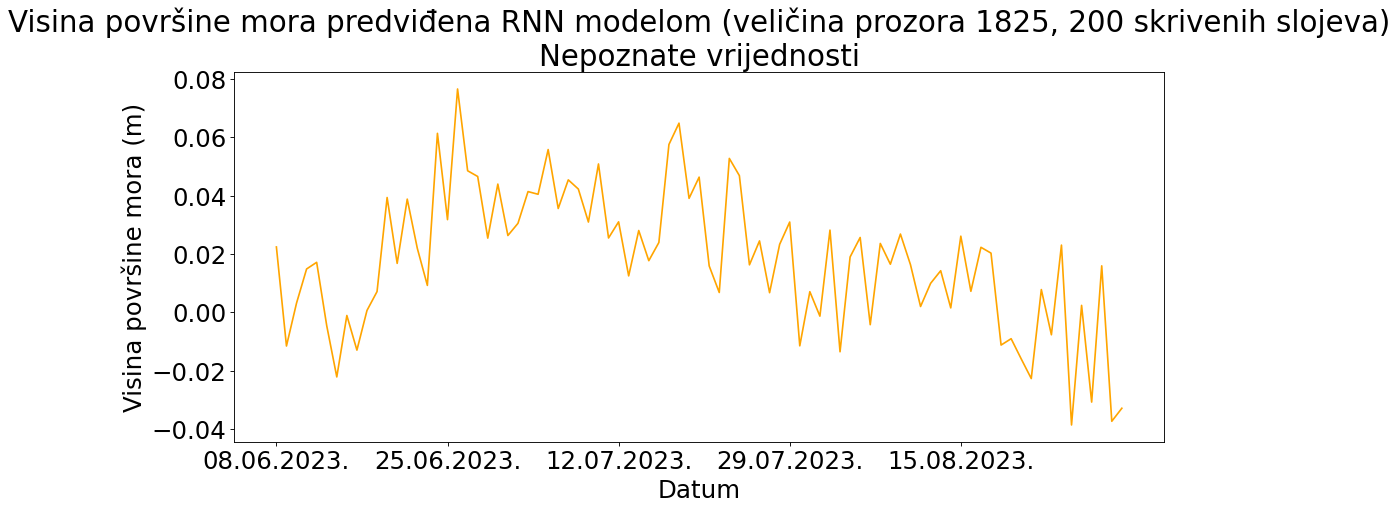 Visina površine mora predviđena RNN modelom (veličina prozora 1825, 200 skrivenih slojeva)
Nepoznate vrijednosti
Visina površine mora (m)
0.08
0.06
0.04
0.02
0.00
−0.02
−0.04
08.06.2023. 25.06.2023. 12.07.2023. 29.07.2023. 15.08.2023.
Datum